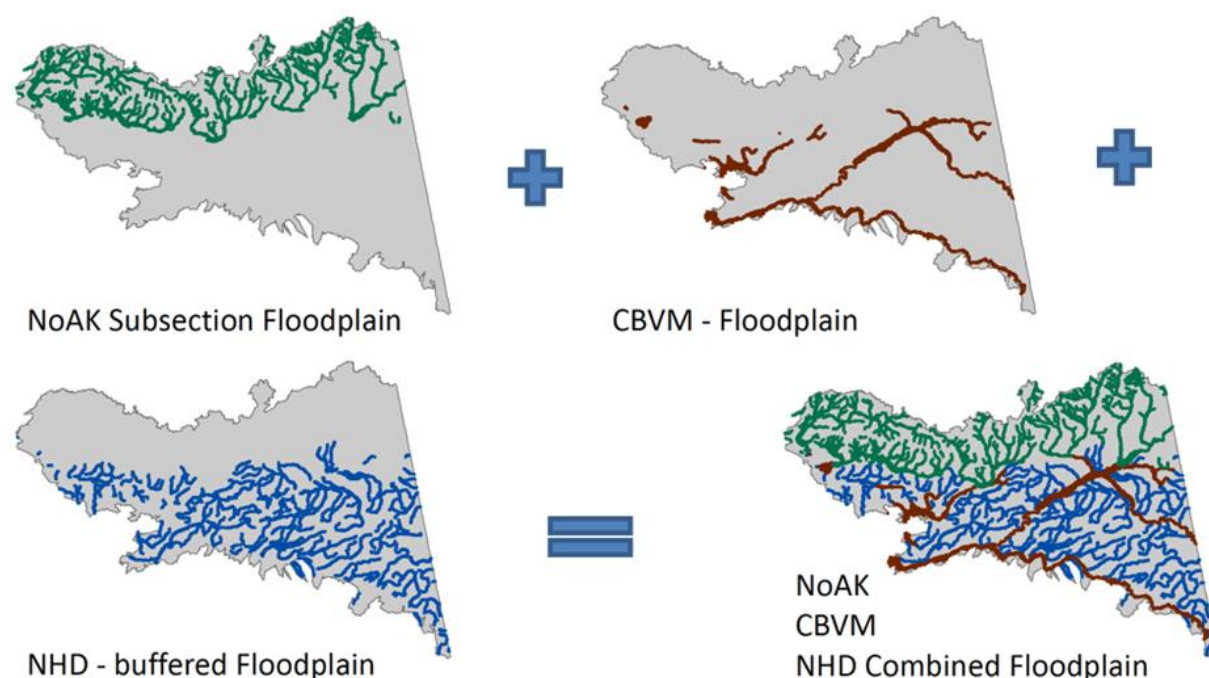 NoAK Subsection Floodplain
CBVM - Floodplain
NHD - buffered Floodplain
NoAK
CBVM
NHD Combined Floodplain